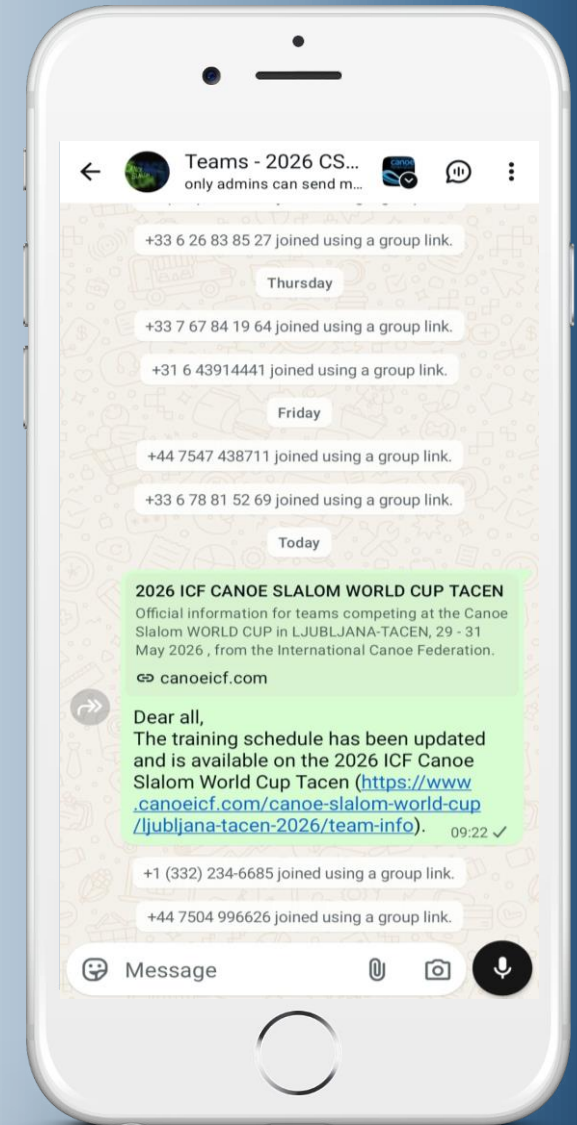 Teams - 2026 CS...
only admins can send m...
canoe
+33 6 26 83 85 27 joined using a group link.
Thursday
+33 7 67 84 19 64 joined using a group link.
+31 6 43914441 joined using a group link.
Friday
+44 7547 438711 joined using a group link.
+33 6 78 81 52 69 joined using a group link.
Today
2026 ICF CANOE SLALOM WORLD CUP TACEN
Official information for teams competing at the Canoe
Slalom WORLD CUP in LJUBLJANA-TACEN, 29 - 31
May 2026 , from the International Canoe Federation.
canoeicf.com
Dear all,
The training schedule has been updated
and is available on the 2026 ICF Canoe
Slalom World Cup Tacen (https://www
.canoeicf.com/canoe-slalom-world-cup
/ljubljana-tacen-2026/team-info).
09:22
+1 (332) 234-6685 joined using a group link.
+44 7504 996626 joined using a group link.
Message